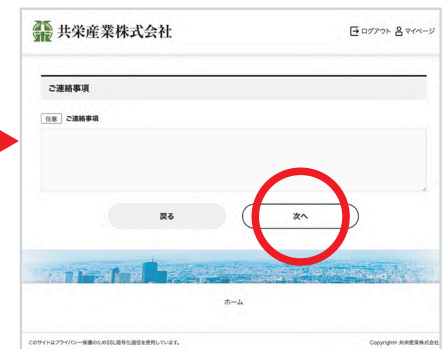 共栄産業株式会社
ログアウト マイページ
ご連絡事項
任意 ご連絡事項
戻る 次へ
ホーム
このサイトはプライバシー保護のためSSL暗号化通信を使用しています。
Copyright© 共栄産業株式会社